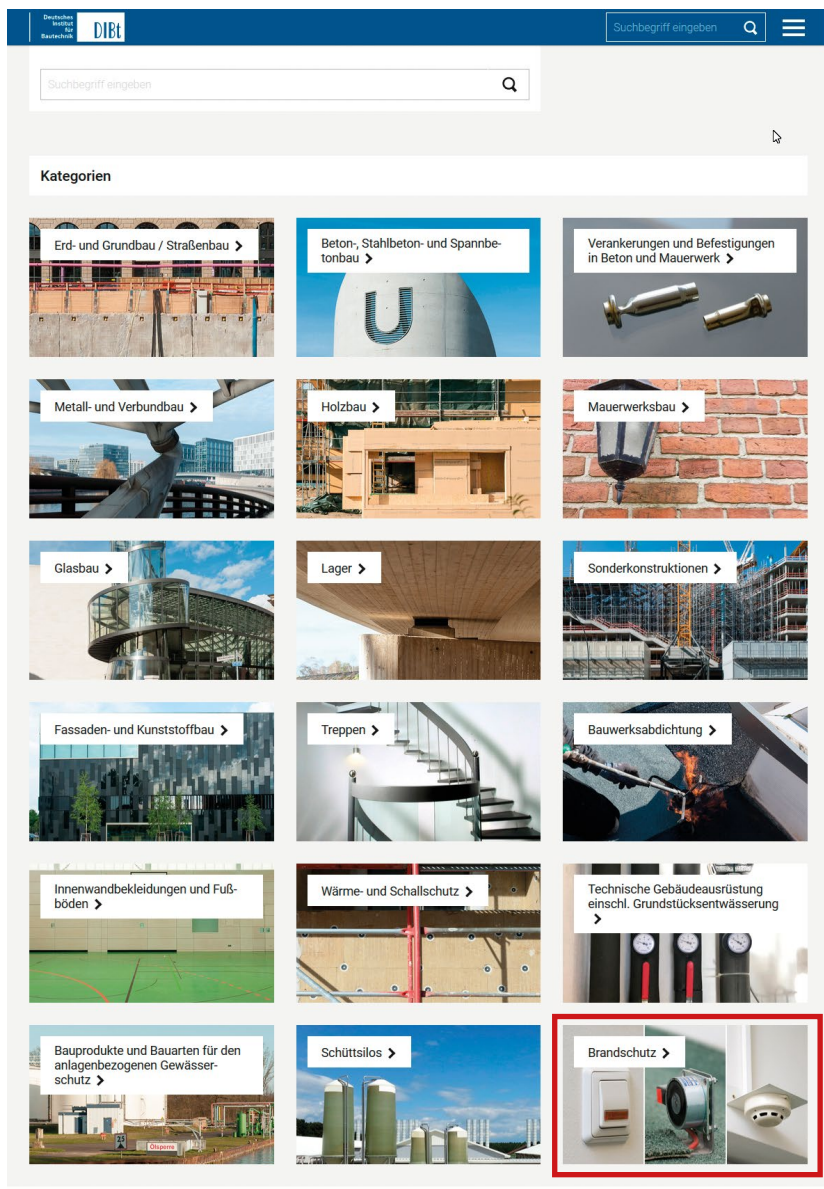 Deutsches
Institut
für
Bautechnik
DIBt
Suchbegriff eingeben
Suchbegriff eingeben
Kategorien
Erd- und Grundbau / Straßenbau
Beton-, Stahlbeton- und Spannbe-
tonbau
Verankerungen und Befestigungen
in Beton und Mauerwerk
Metall- und Verbundbau
Holzbau
Mauerwerksbau
Glasbau
Lager
Sonderkonstruktionen
Fassaden- und Kunststoffbau
Treppen
Bauwerksabdichtung
Innenwandbekleidungen und Fuß-
böden
Wärme- und Schallschutz
Technische Gebäudeausrüstung
einschl. Grundstücksentwässerung
Bauprodukte und Bauarten für den
anlagenbezogenen Gewässer-
schutz
25
Ölsperre
Schüttsilos
Brandschutz